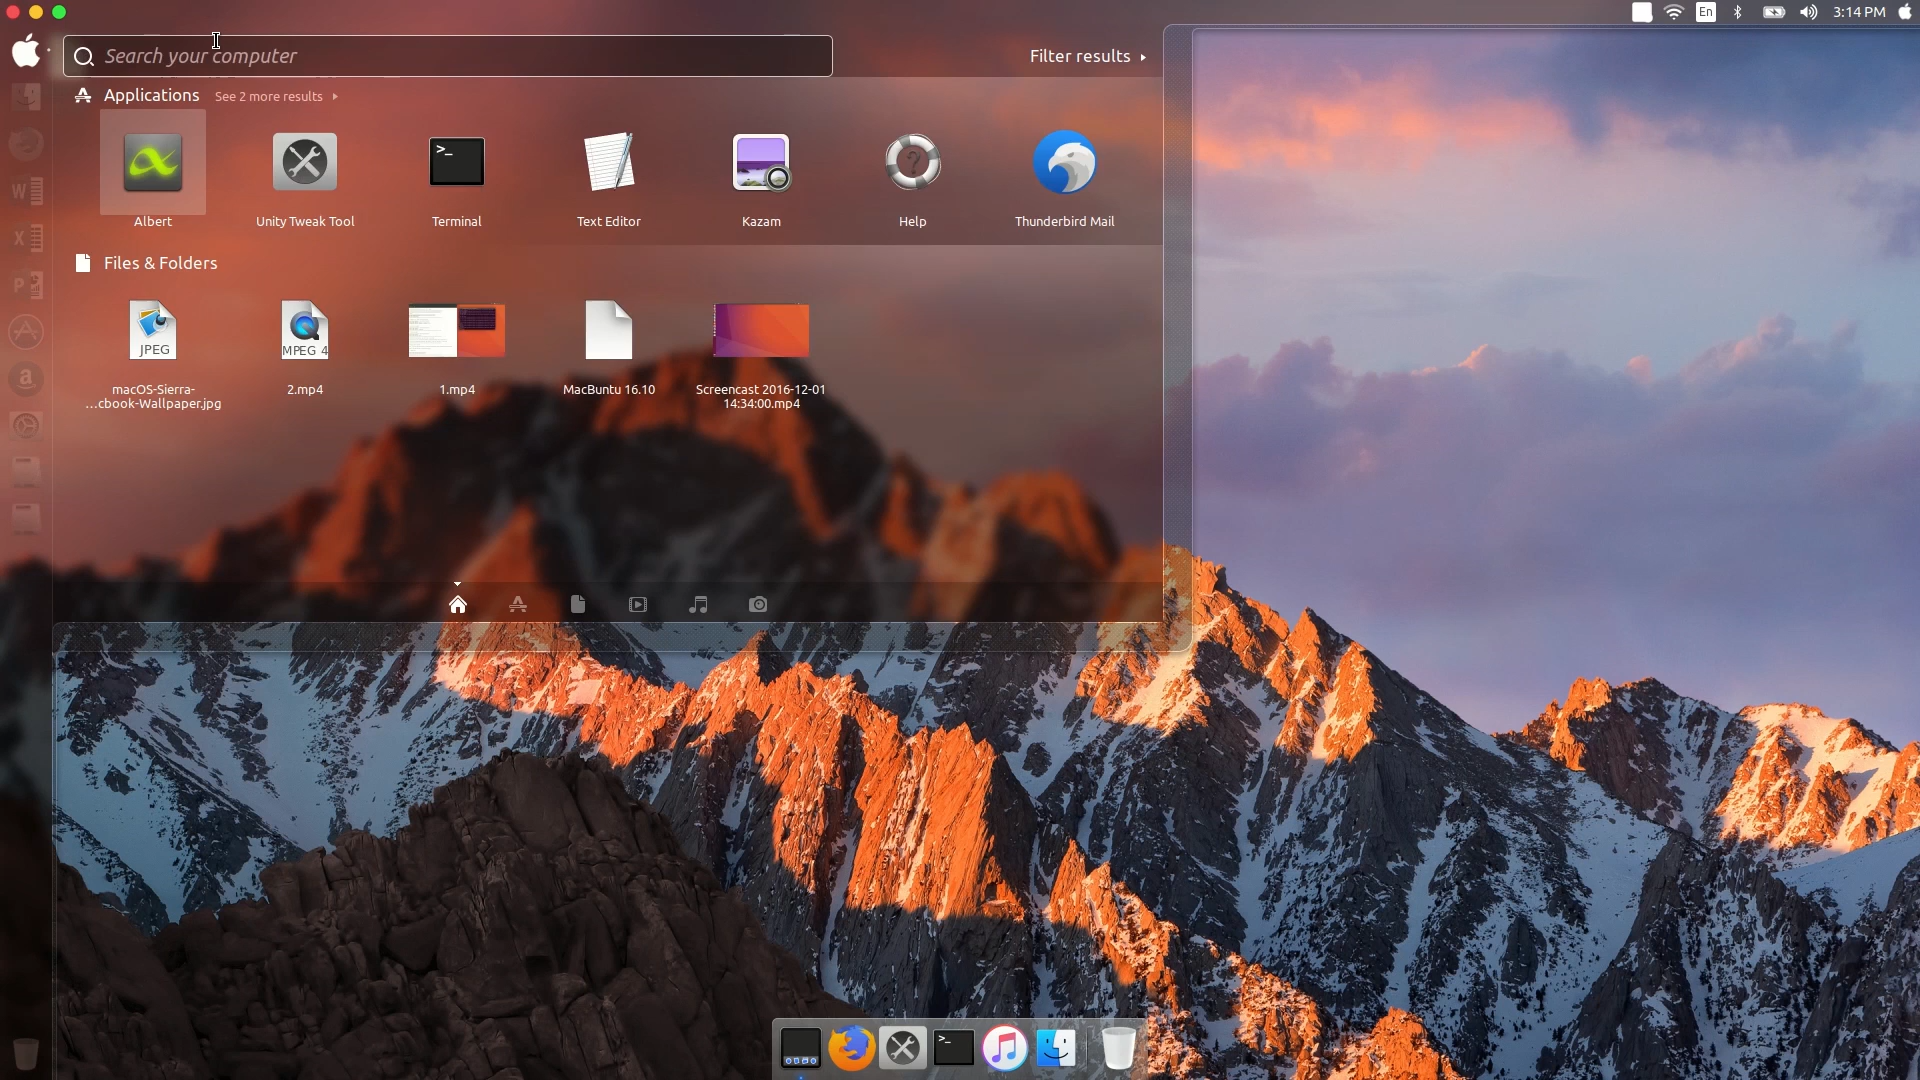 En
3:14 PM
Search your computer
Filter results
Applications See 2 more results
>_
Albert
Unity Tweak Tool
Terminal
Text Editor
Kazam
Help
Thunderbird Mail
Files & Folders
JPEG
MPEG 4
macOS-Sierra-
...cbook-Wallpaper.jpg
2.mp4
1.mp4
MacBuntu 16.10
Screencast 2016-12-01
14:34:00.mp4
W
X
P
a
>_